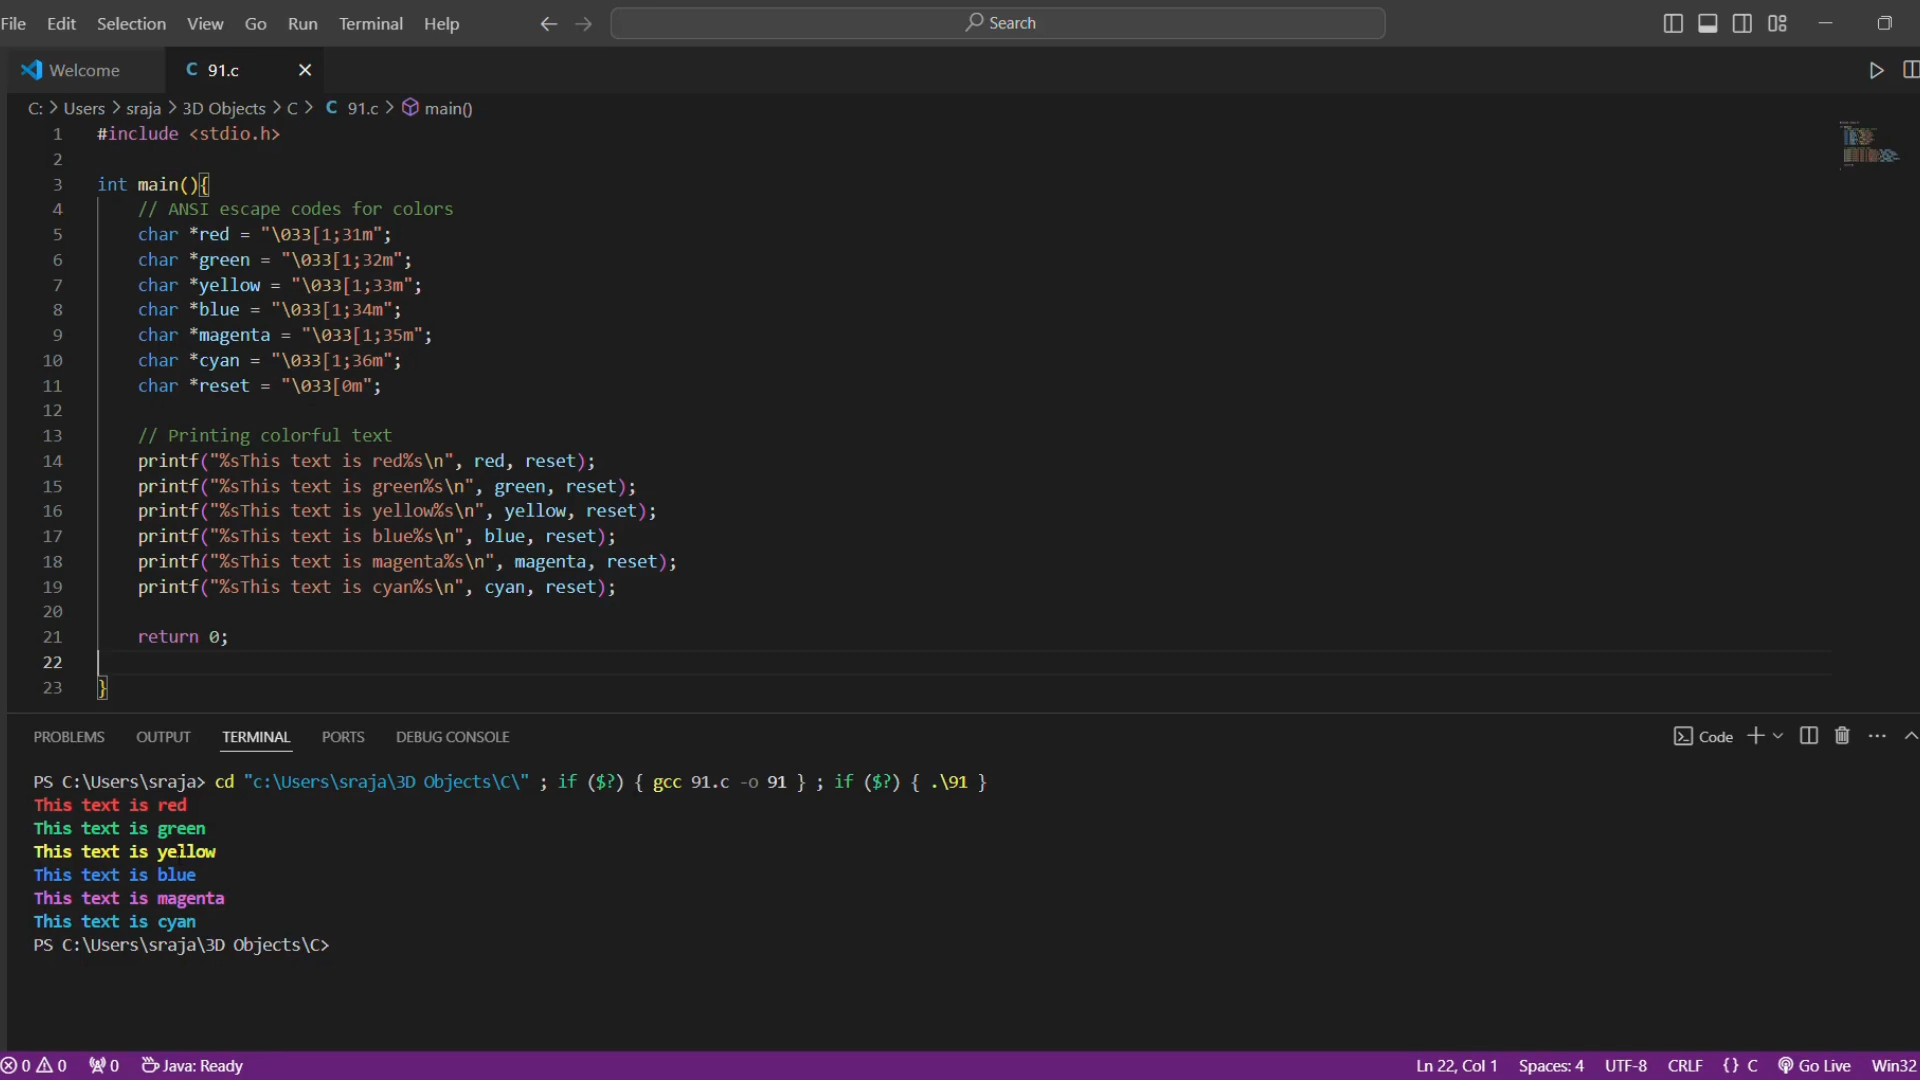 File Edit Selection View Go Run Terminal Help
Search
Welcome
C 91.c
C: > Users > sraja > 3D Objects > C > C 91.c > main()
1 #include <stdio.h>
2
3 int main(){
4 // ANSI escape codes for colors
5 char *red = "\033[1;31m";
6 char *green = "\033[1;32m";
7 char *yellow = "\033[1;33m";
8 char *blue = "\033[1;34m";
9 char *magenta = "\033[1;35m";
10 char *cyan = "\033[1;36m";
11 char *reset = "\033[0m";
12
13 // Printing colorful text
14 printf("%sThis text is red%s\n", red, reset);
15 printf("%sThis text is green%s\n", green, reset);
16 printf("%sThis text is yellow%s\n", yellow, reset);
17 printf("%sThis text is blue%s\n", blue, reset);
18 printf("%sThis text is magenta%s\n", magenta, reset);
19 printf("%sThis text is cyan%s\n", cyan, reset);
20
21 return 0;
22
23 }
PROBLEMS OUTPUT TERMINAL PORTS DEBUG CONSOLE
Code
PS C:\Users\sraja> cd "c:\Users\sraja\3D Objects\C\" ; if ($?) { gcc 91.c -o 91 } ; if ($?) { .\91 }
This text is red
This text is green
This text is yellow
This text is blue
This text is magenta
This text is cyan
PS C:\Users\sraja\3D Objects\C>
0 0 0 Java: Ready
Ln 22, Col 1 Spaces: 4 UTF-8 CRLF {} C Go Live Win32